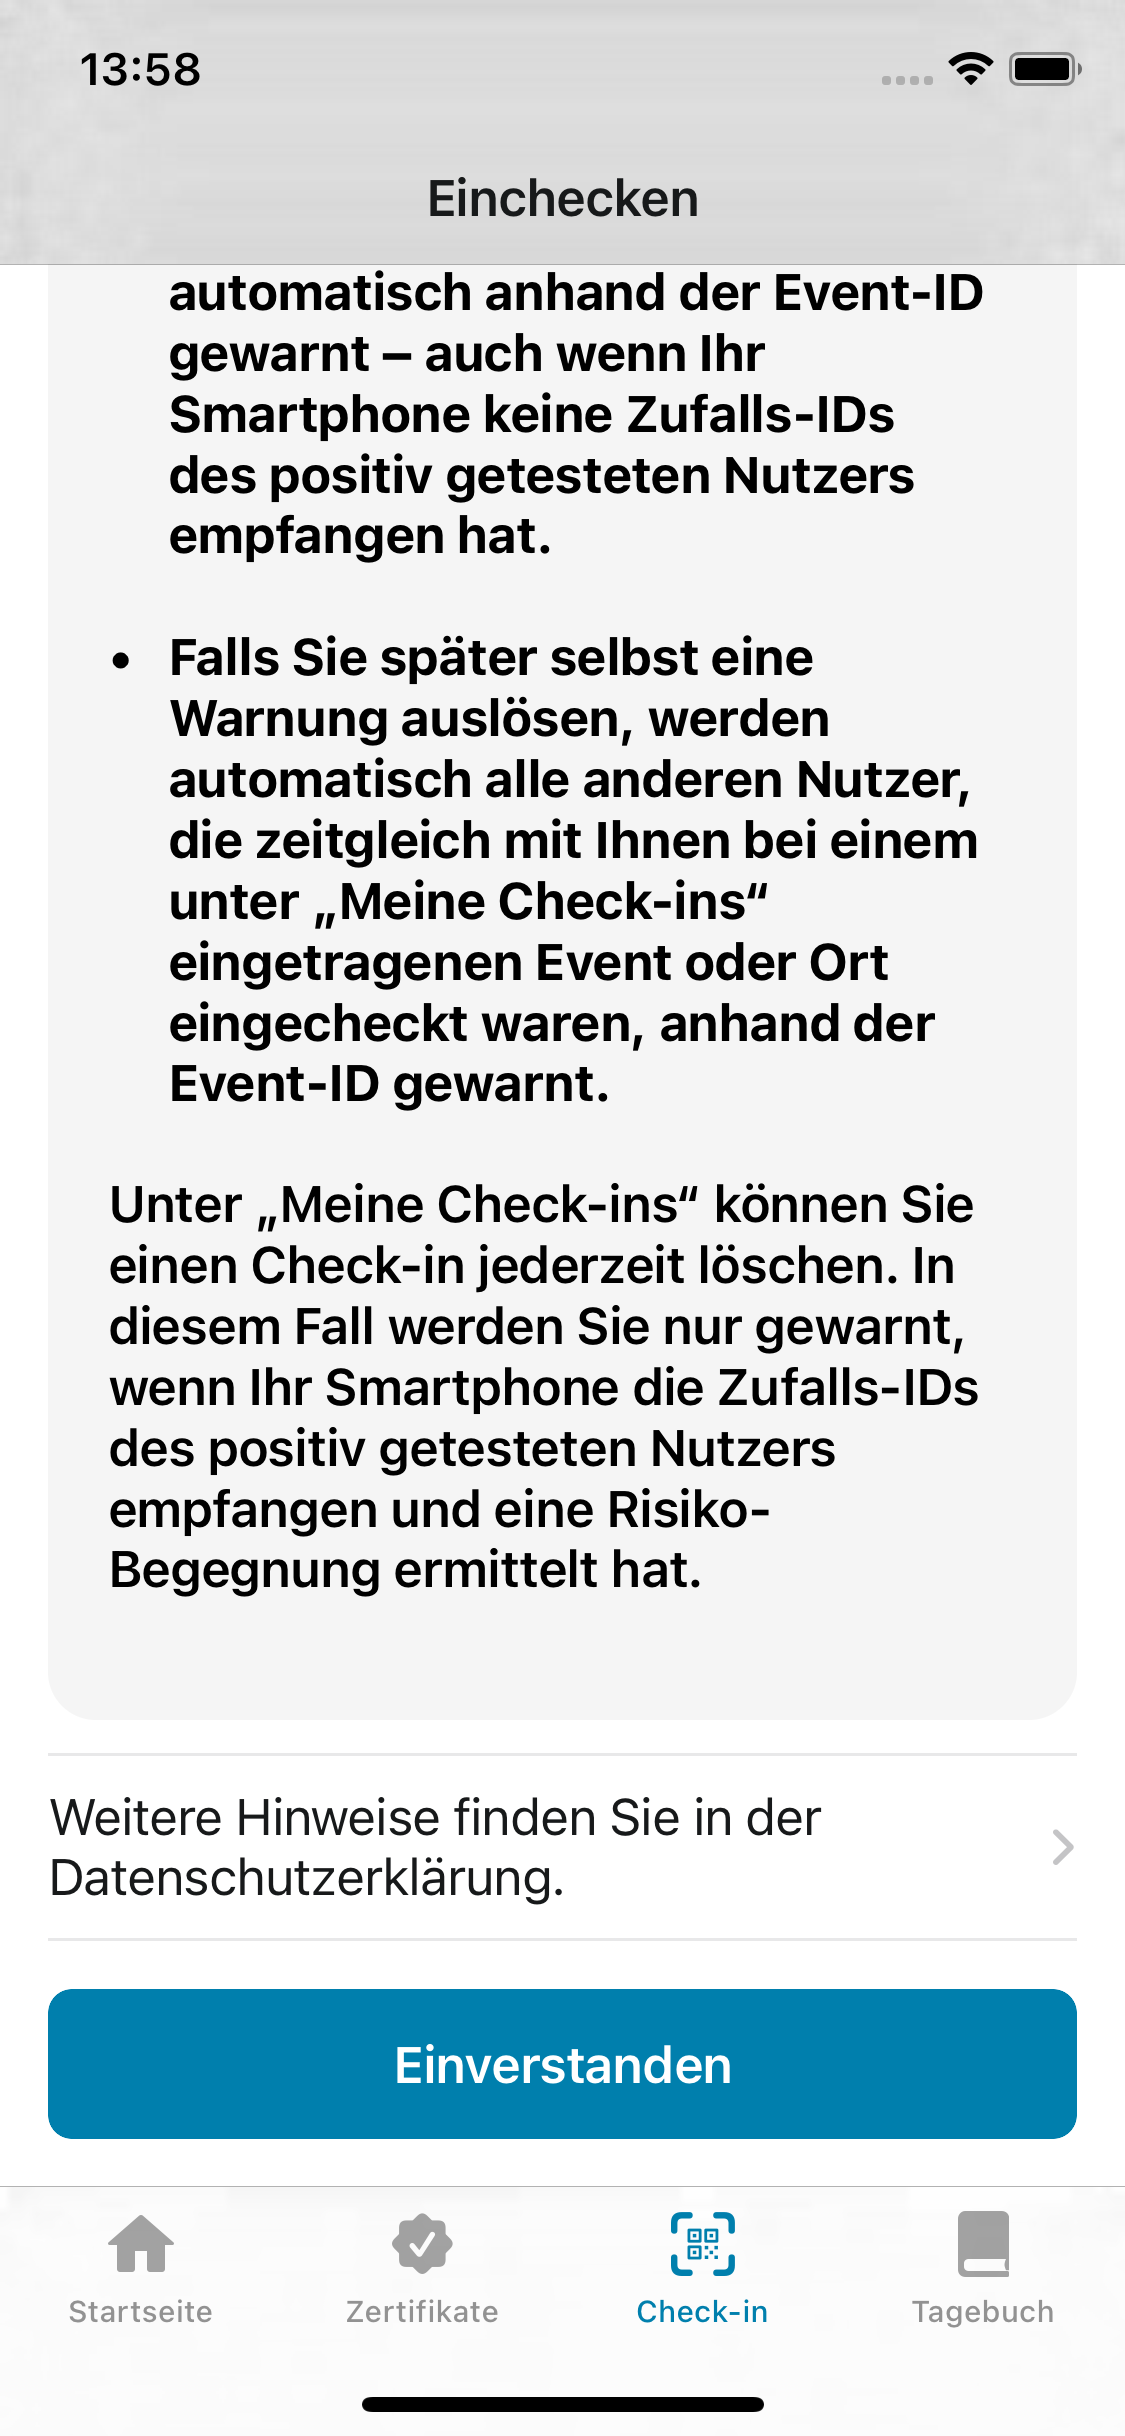 13:58
Einchecken
automatisch anhand der Event-ID
gewarnt – auch wenn Ihr
Smartphone keine Zufalls-IDs
des positiv getesteten Nutzers
empfangen hat.
• Falls Sie später selbst eine
Warnung auslösen, werden
automatisch alle anderen Nutzer,
die zeitgleich mit Ihnen bei einem
unter „Meine Check-ins“
eingetragenen Event oder Ort
eingecheckt waren, anhand der
Event-ID gewarnt.
Unter „Meine Check-ins“ können Sie
einen Check-in jederzeit löschen. In
diesem Fall werden Sie nur gewarnt,
wenn Ihr Smartphone die Zufalls-IDs
des positiv getesteten Nutzers
empfangen und eine Risiko-
Begegnung ermittelt hat.
Weitere Hinweise finden Sie in der
Datenschutzerklärung.
Einverstanden
Startseite
Zertifikate
Check-in
Tagebuch